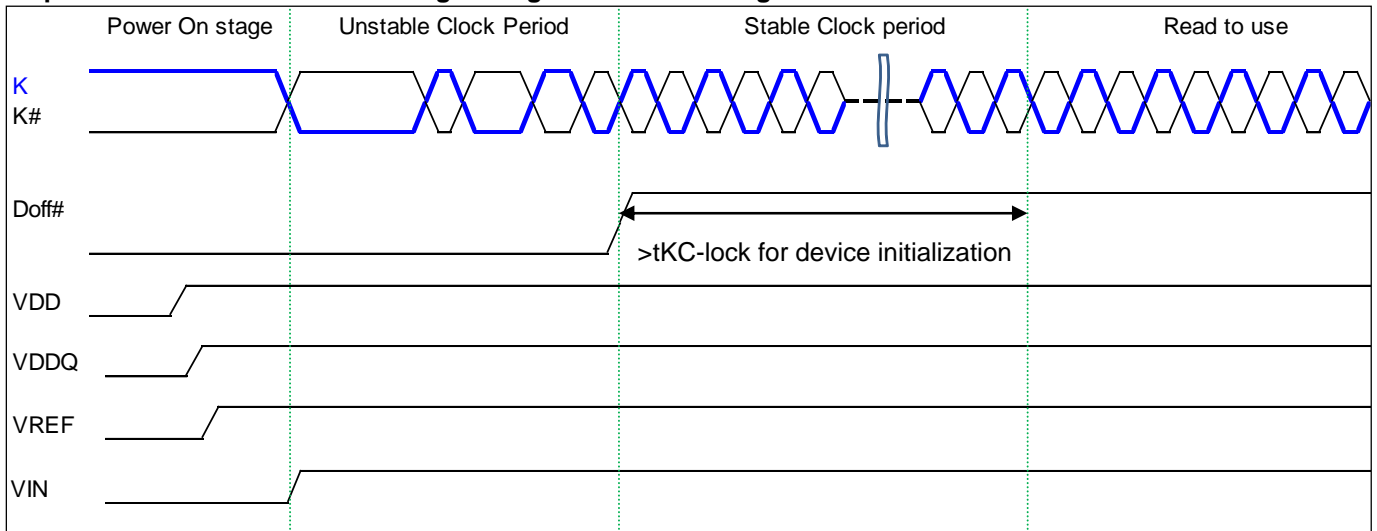 Power On stage Unstable Clock Period Stable Clock period Read to use
K
K#
Doff#
>tKC-lock for device initialization
VDD
VDDQ
VREF
VIN